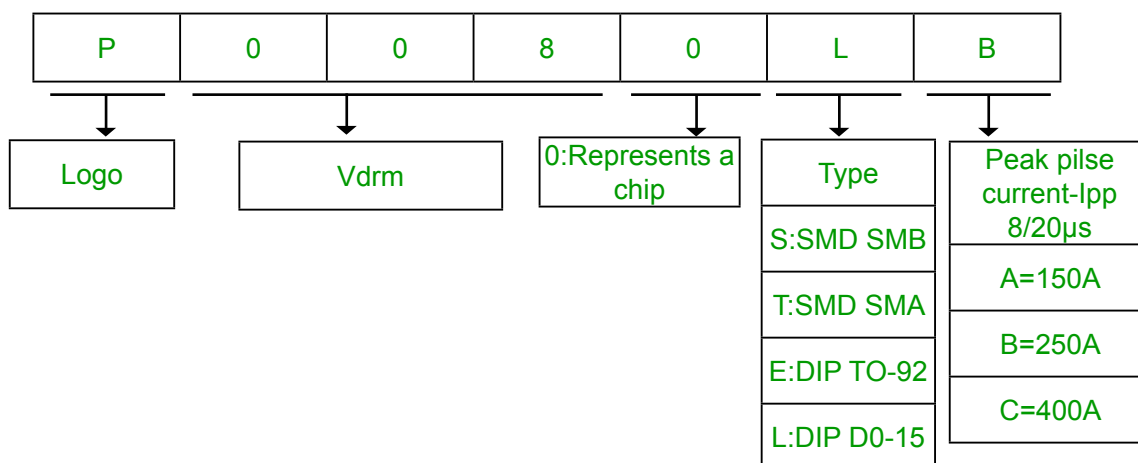 P 0 0 8 0 L B
Logo
Vdrm
0:Represents a
chip
Type
S:SMD SMB
T:SMD SMA
E:DIP TO-92
L:DIP D0-15
Peak pilse
current-Ipp
8/20μs
A=150A
B=250A
C=400A